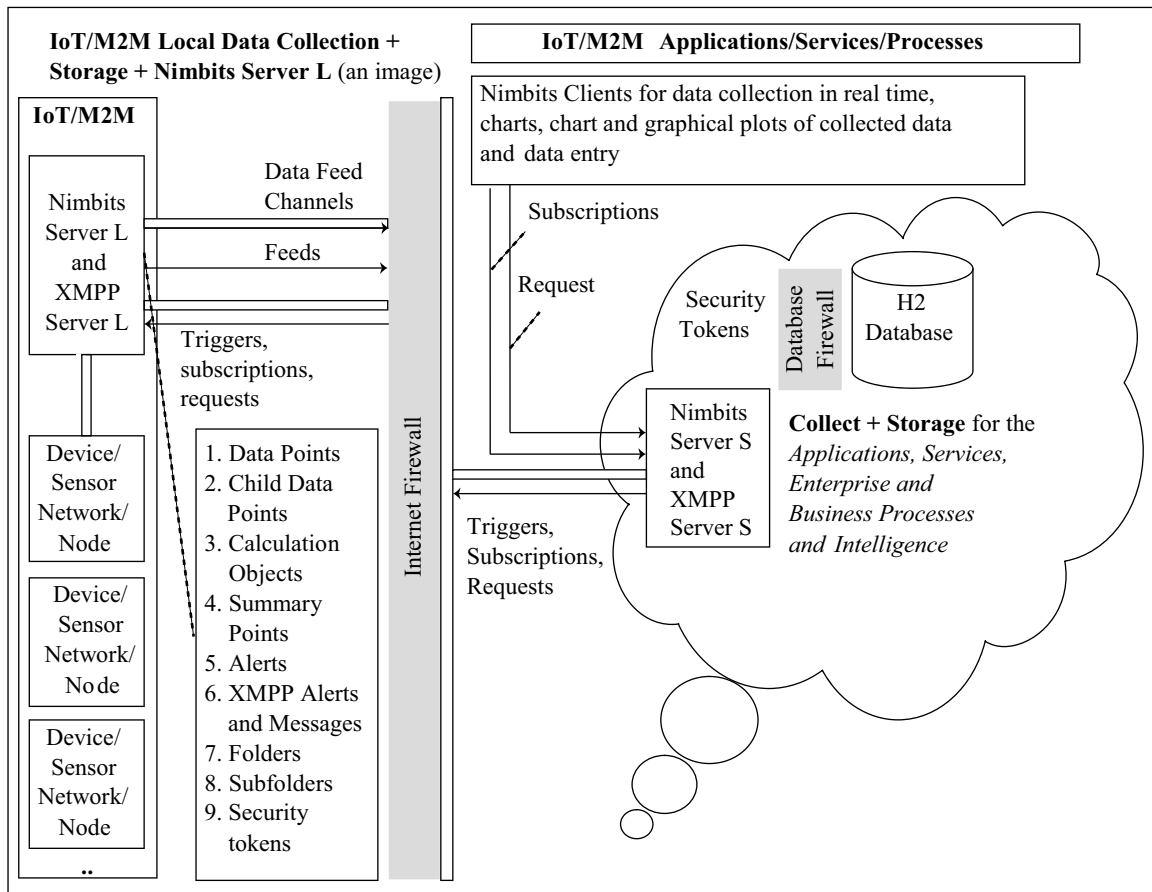 IoT/M2M Local Data Collection +
Storage + Nimbits Server L (an image)
IoT/M2M
Nimbits
Server L
and
XMPP
Server L
Device/
Sensor
Network/
Node
Device/
Sensor
Network/
Node
Device/
Sensor
Network/
Node
..
Data Feed
Channels
Feeds
Triggers,
subscriptions,
requests
1. Data Points
2. Child Data
Points
3. Calculation
Objects
4. Summary
Points
5. Alerts
6. XMPP Alerts
and Messages
7. Folders
8. Subfolders
9. Security
tokens
Internet Firewall
IoT/M2M Applications/Services/Processes
Nimbits Clients for data collection in real time,
charts, chart and graphical plots of collected data
and data entry
Subscriptions
Request
Security
Tokens
Database
Firewall
H2
Database
Nimbits
Server S
and
XMPP
Server S
Collect + Storage for the
Applications, Services,
Enterprise and
Business Processes
and Intelligence
Triggers,
Subscriptions,
Requests